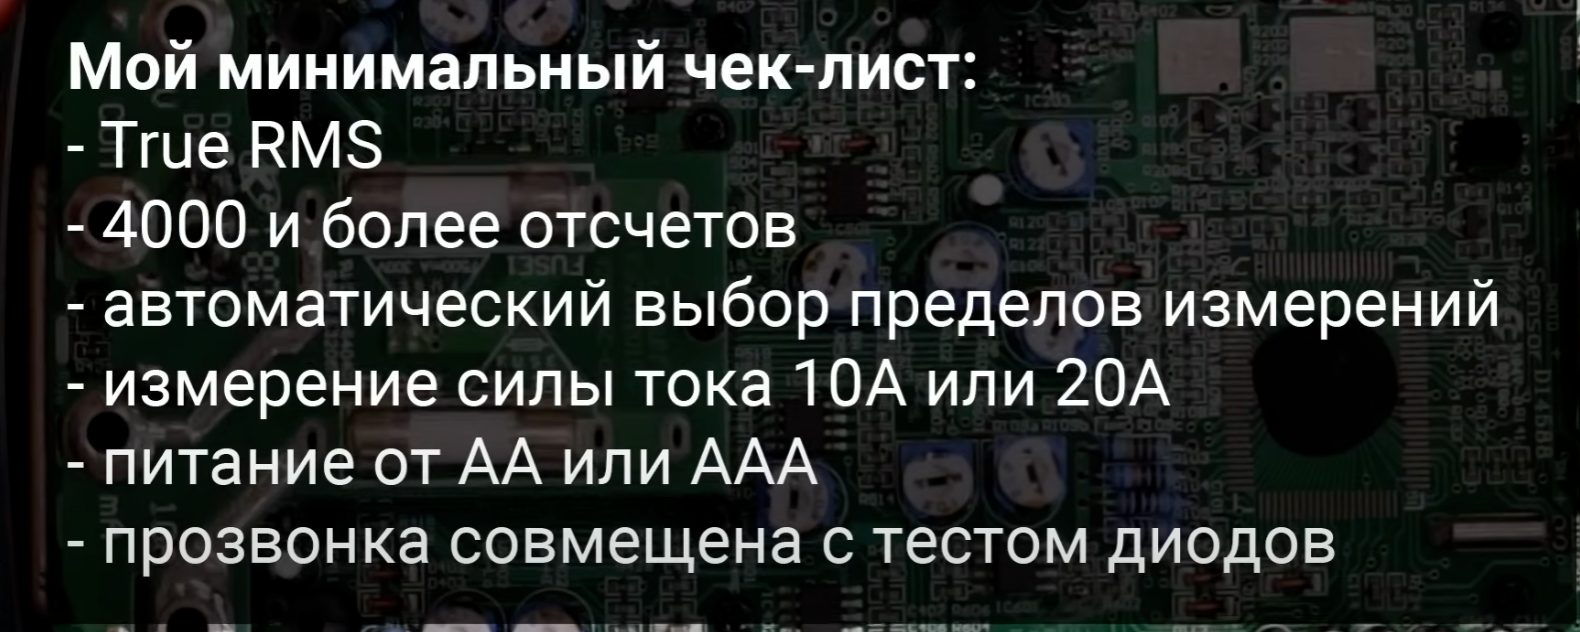 Мой минимальный чек-лист:
- True RMS
- 4000 и более отсчетов
- автоматический выбор пределов измерений
- измерение силы тока 10А или 20А
- питание от АА или ААА
- прозвонка совмещена с тестом диодов